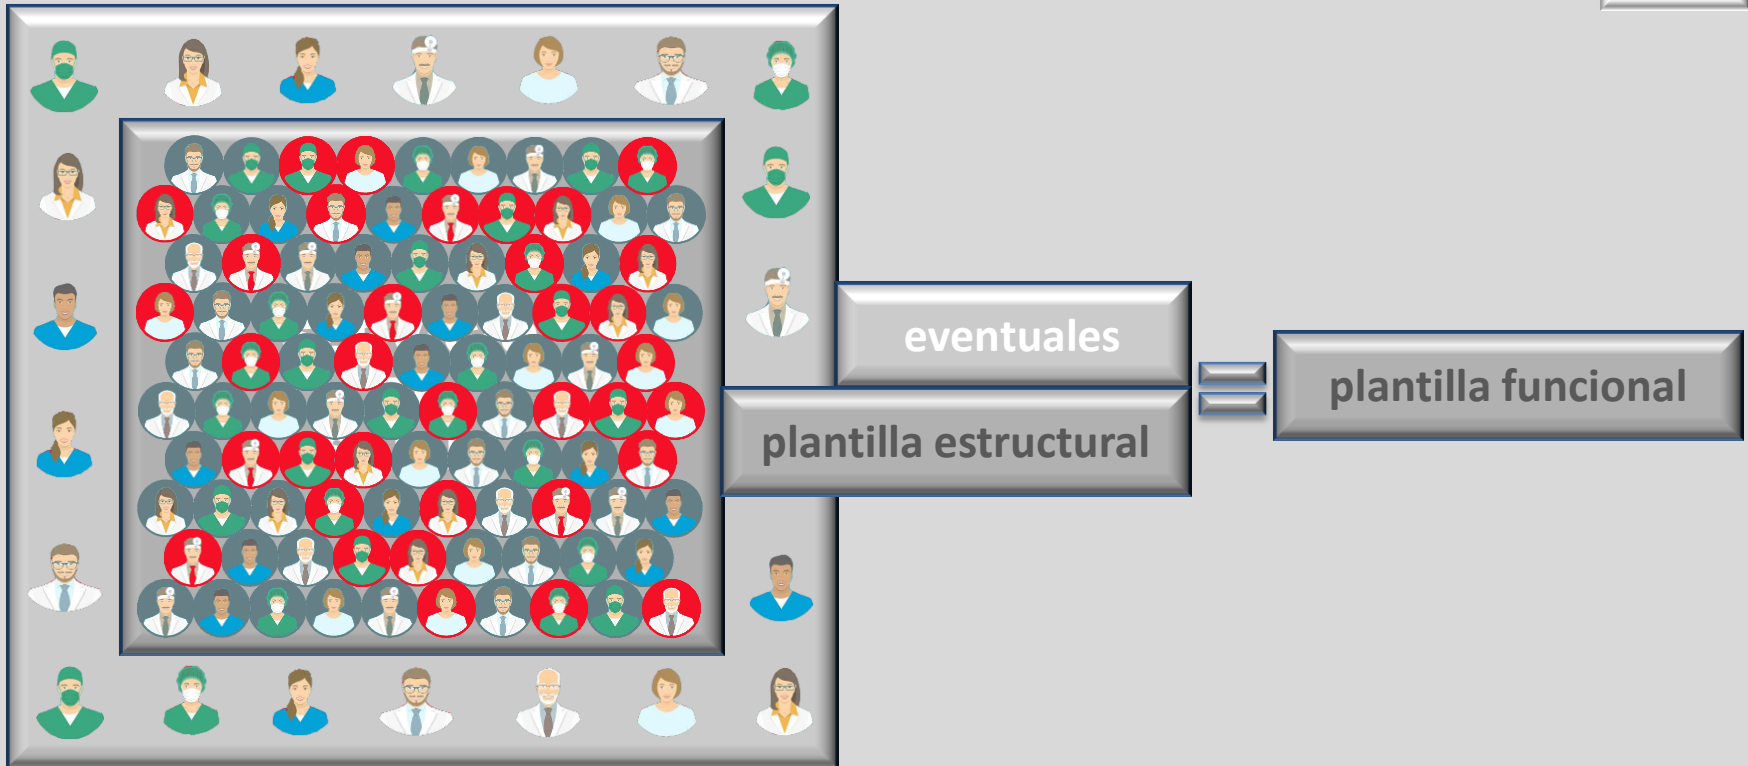 eventuales
plantilla estructural
plantilla funcional